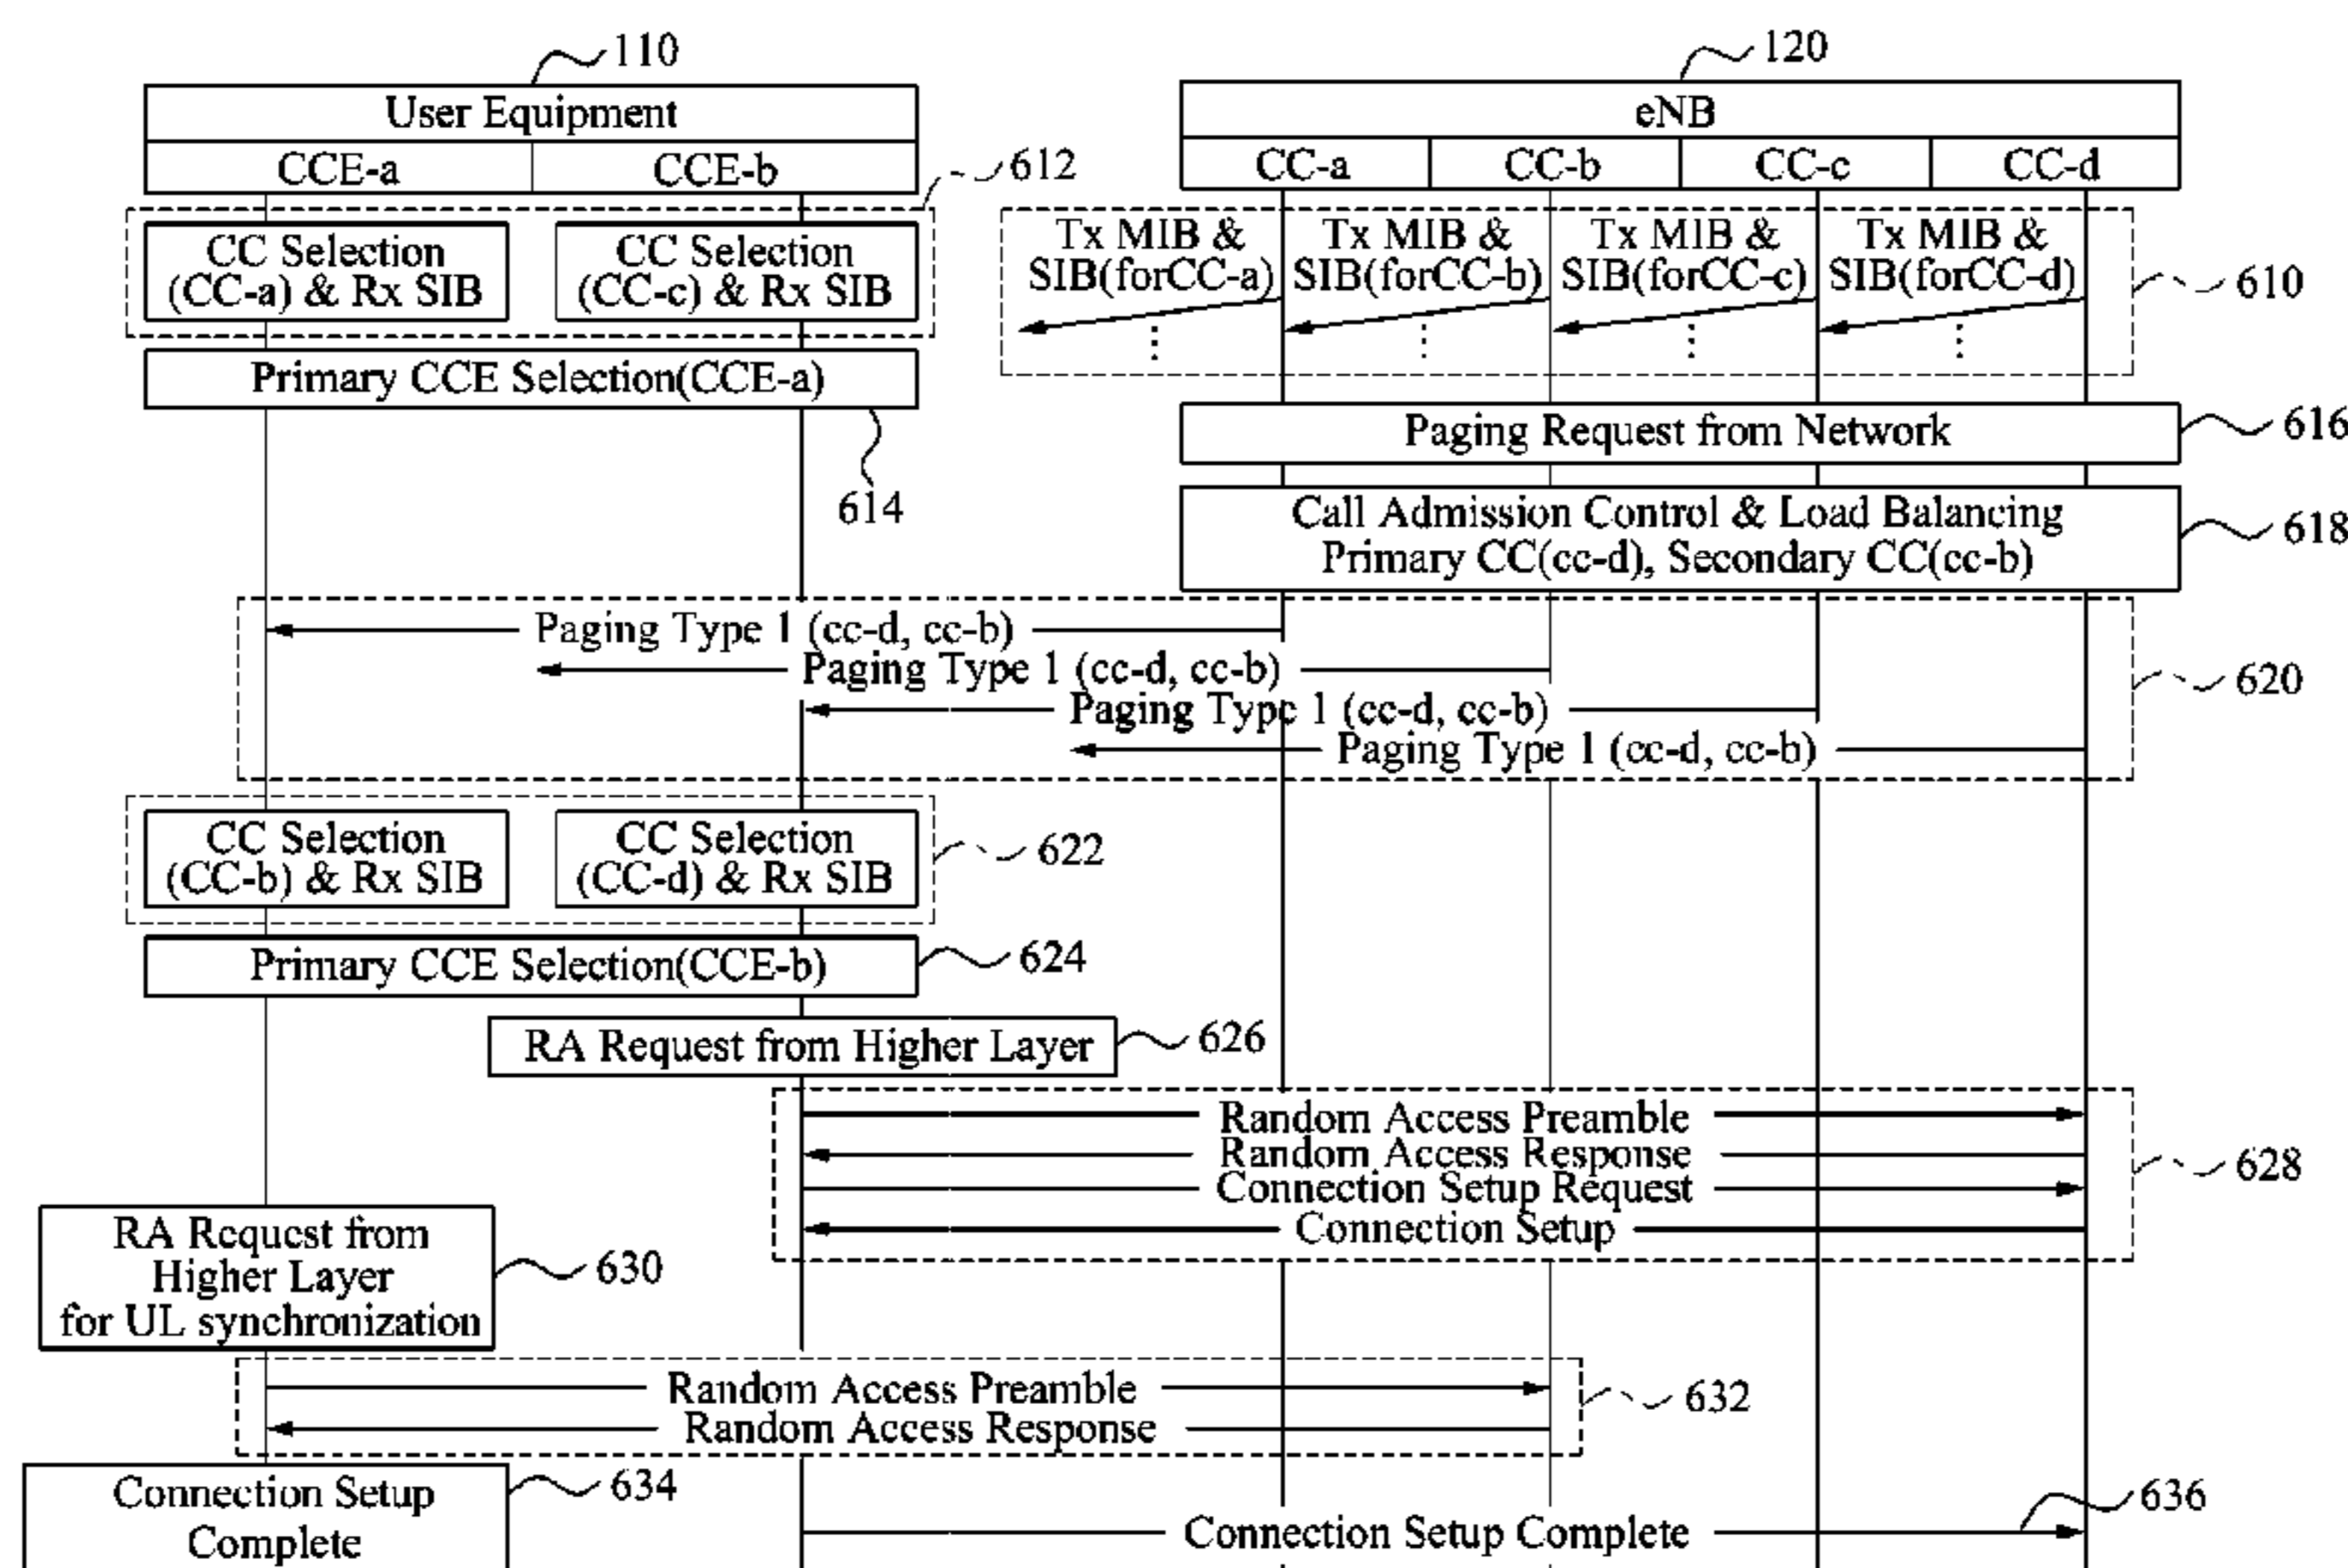 110
120
User Equipment
eNB
CCE-a
CCE-b
CC-a
CC-b
CC-c
CC-d
612
CC Selection
(CC-a) & Rx SIB
CC Selection
(CC-c) & Rx SIB
Tx MIB &
SIB(forCC-a)
Tx MIB &
SIB(forCC-b)
Tx MIB &
SIB(forCC-c)
Tx MIB &
SIB(forCC-d)
610
Primary CCE Selection(CCE-a)
614
Paging Request from Network
616
Call Admission Control & Load Balancing
Primary CC(cc-d), Secondary CC(cc-b)
618
Paging Type 1 (cc-d, cc-b)
Paging Type 1 (cc-d, cc-b)
Paging Type 1 (cc-d, cc-b)
Paging Type 1 (cc-d, cc-b)
620
CC Selection
(CC-b) & Rx SIB
CC Selection
(CC-d) & Rx SIB
622
Primary CCE Selection(CCE-b)
624
RA Request from Higher Layer
626
Random Access Preamble
Random Access Response
Connection Setup Request
Connection Setup
628
RA Request from
Higher Layer
for UL synchronization
630
Random Access Preamble
Random Access Response
632
Connection Setup
Complete
634
Connection Setup Complete
636